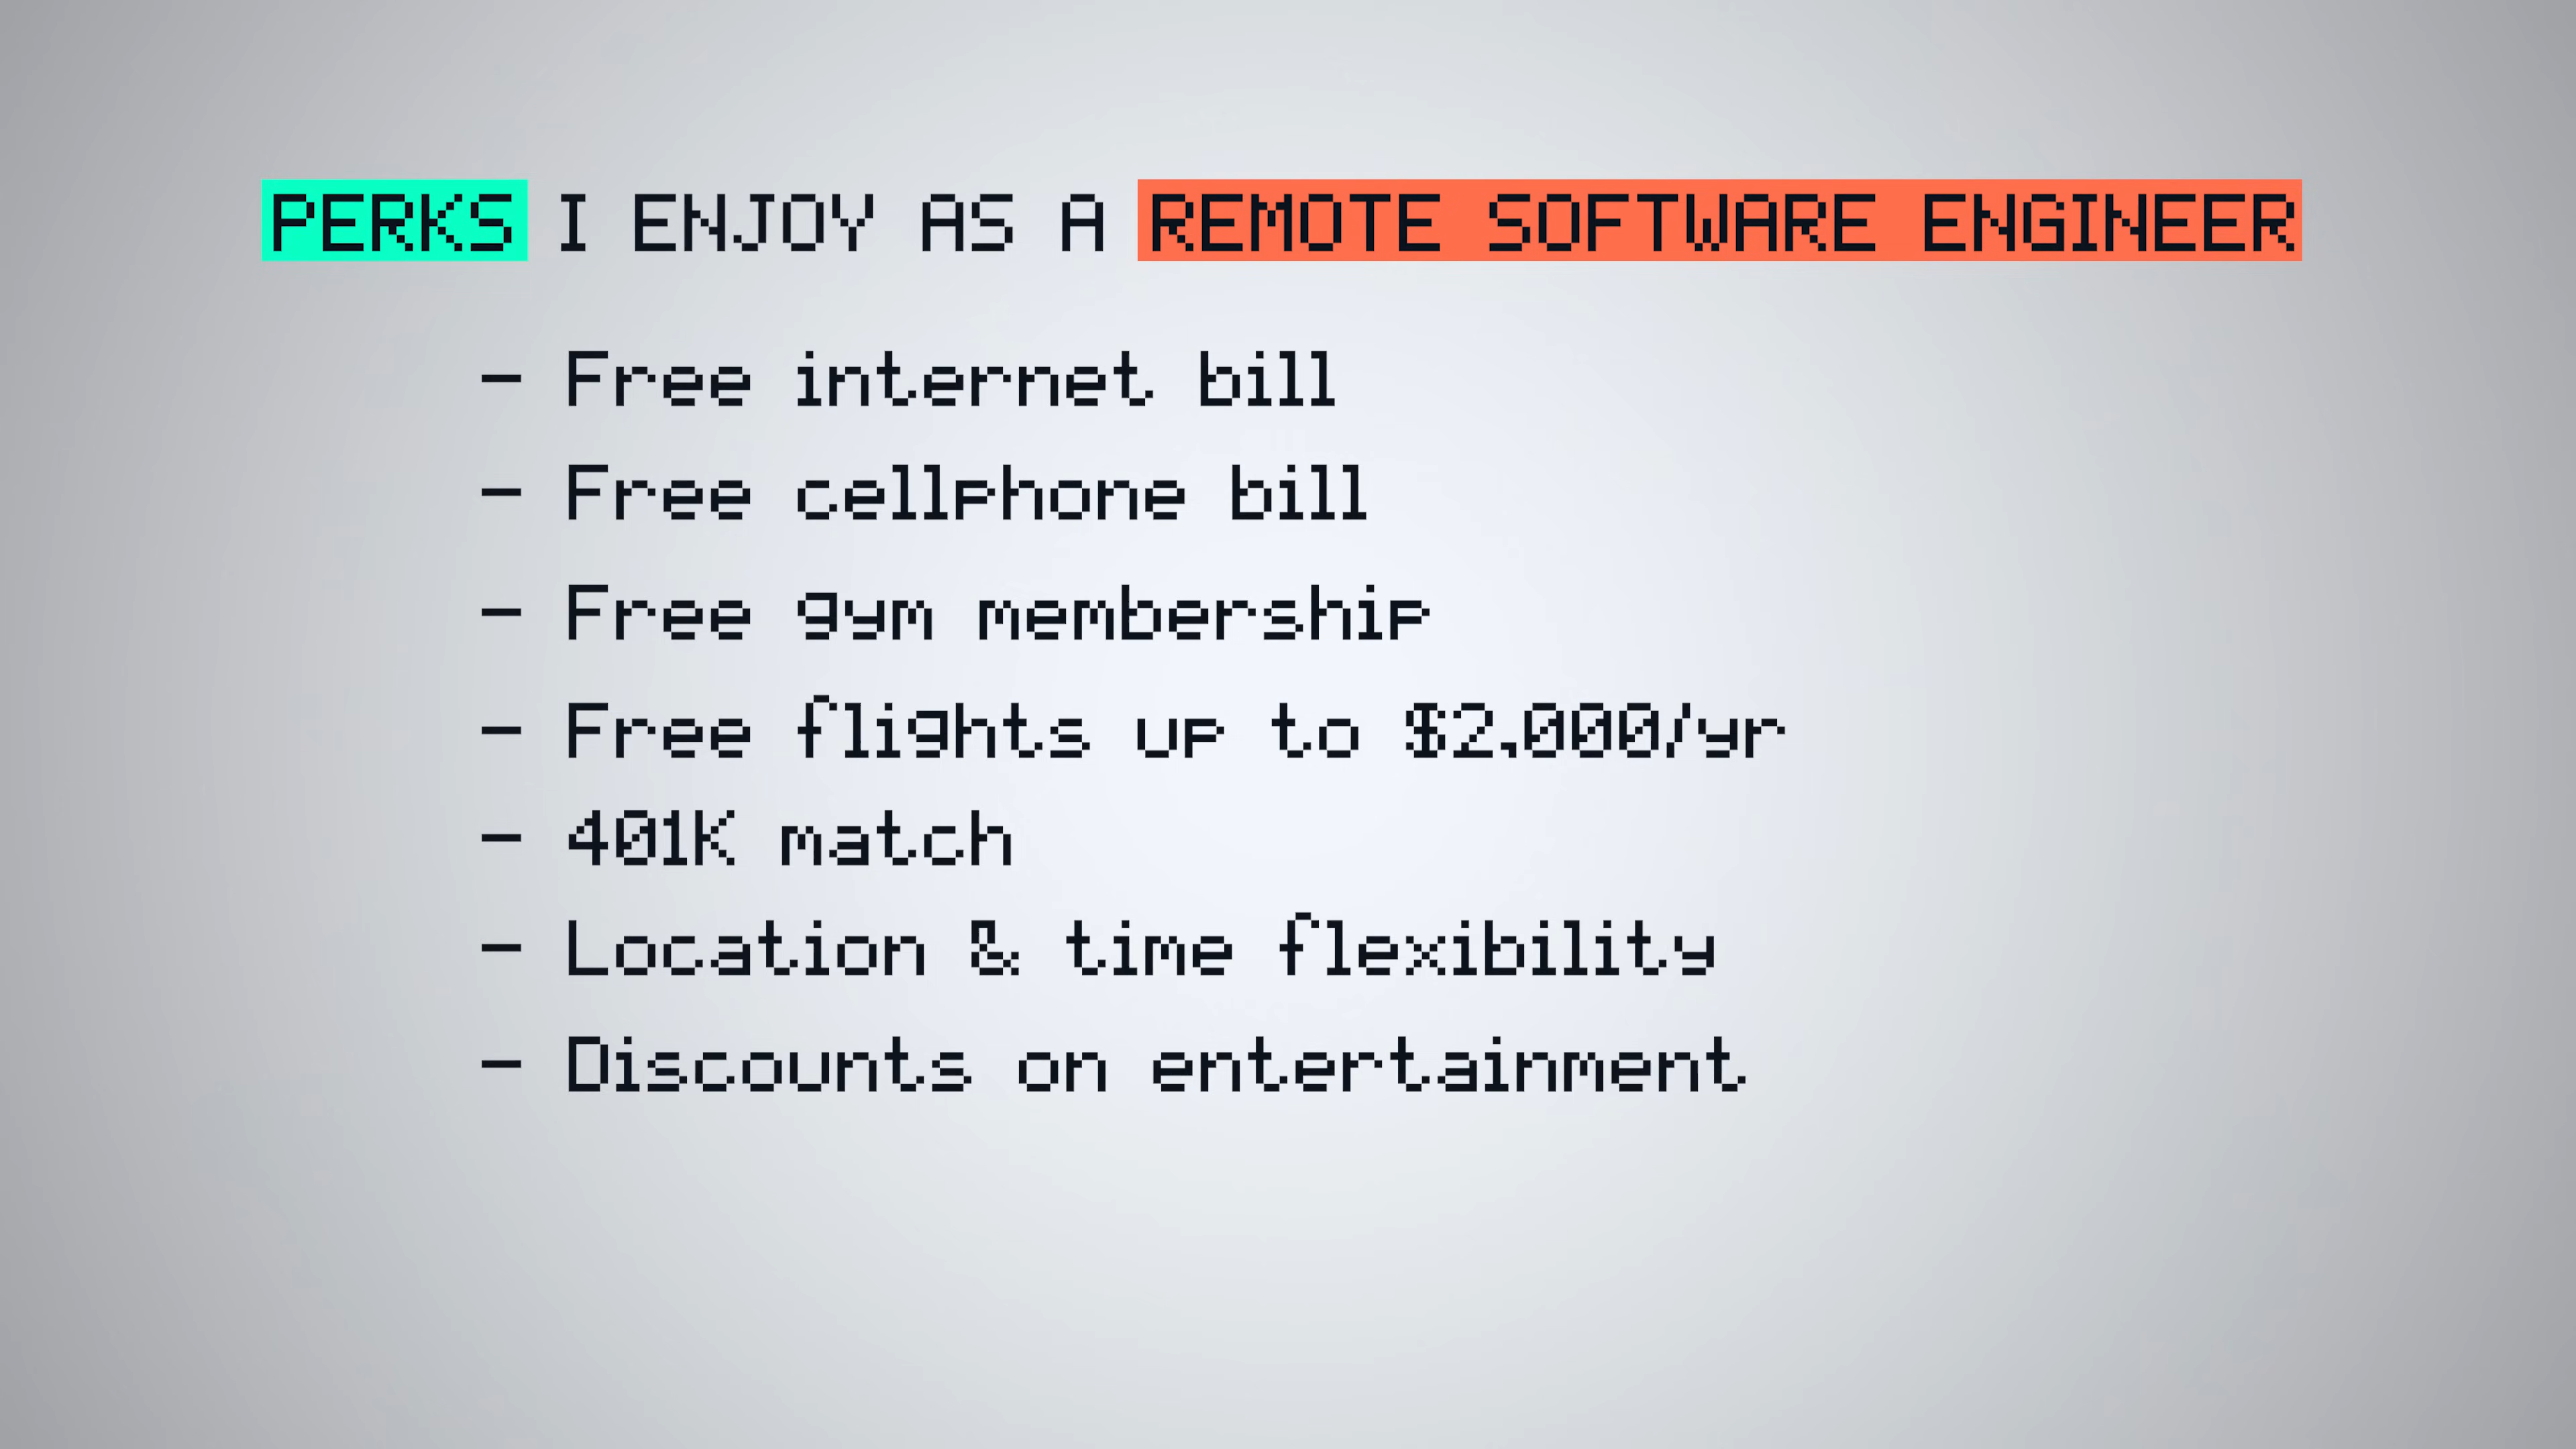 PERKS I ENJOY AS A REMOTE SOFTWARE ENGINEER
- Free internet bill
- Free cellphone bill
- Free gym membership
- Free flights up to $2,000/yr
- 401K match
- Location & time flexibility
- Discounts on entertainment